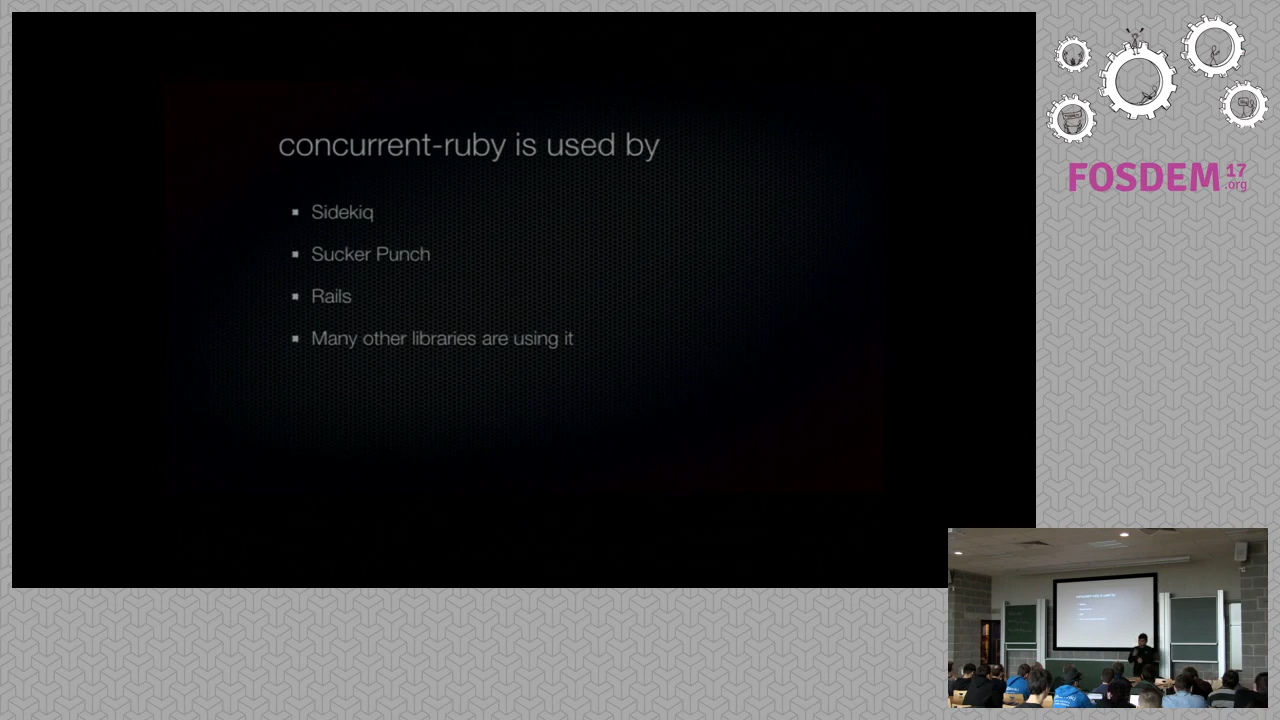 concurrent-ruby is used by
Sidekiq
Sucker Punch
Rails
Many other libraries are using it
FOSDEM 17
.org